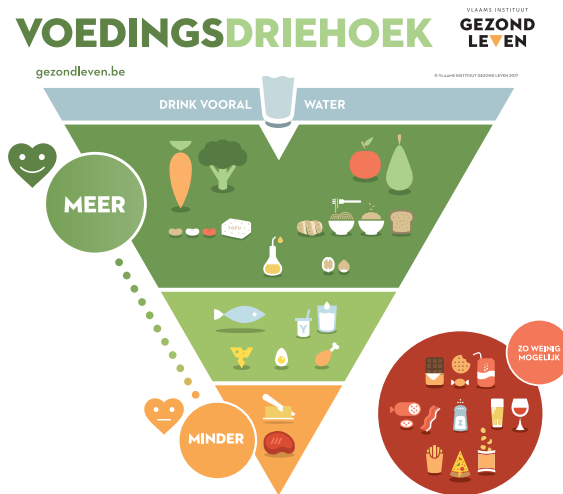 VOEDINGSDRIEHOEK
VLAAMS INSTITUUT
GEZOND
LEVEN
gezondleven.be
© VLAAMS INSTITUUT GEZOND LEVEN 2017
DRINK VOORAL WATER
MEER
TOFU
Y
ZO WEINIG
MOGELIJK
MINDER
Z